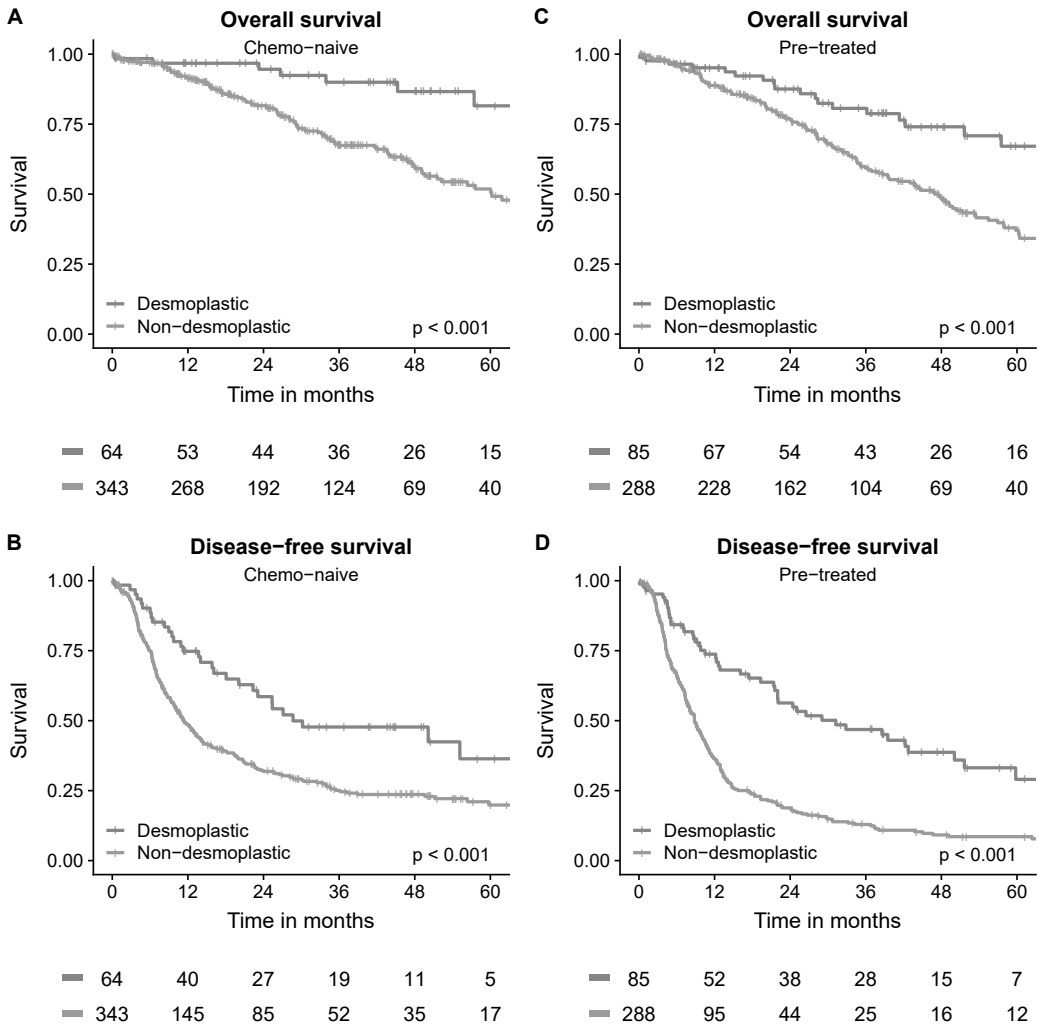 A
Overall survival
Chemo-naive
1.00
0.75
0.50
0.25
0.00
Survival
Desmoplastic
Non−desmoplastic
p < 0.001
0 12 24 36 48 60
Time in months
64 53 44 36 26 15
343 268 192 124 69 40
C
Overall survival
Pre-treated
1.00
0.75
0.50
0.25
0.00
Survival
Desmoplastic
Non−desmoplastic
p < 0.001
0 12 24 36 48 60
Time in months
85 67 54 43 26 16
288 228 162 104 69 40
B
Disease−free survival
Chemo-naive
1.00
0.75
0.50
0.25
0.00
Survival
Desmoplastic
Non−desmoplastic
p < 0.001
0 12 24 36 48 60
Time in months
64 40 27 19 11 5
343 145 85 52 35 17
D
Disease−free survival
Pre-treated
1.00
0.75
0.50
0.25
0.00
Survival
Desmoplastic
Non−desmoplastic
p < 0.001
0 12 24 36 48 60
Time in months
85 52 38 28 15 7
288 95 44 25 16 12